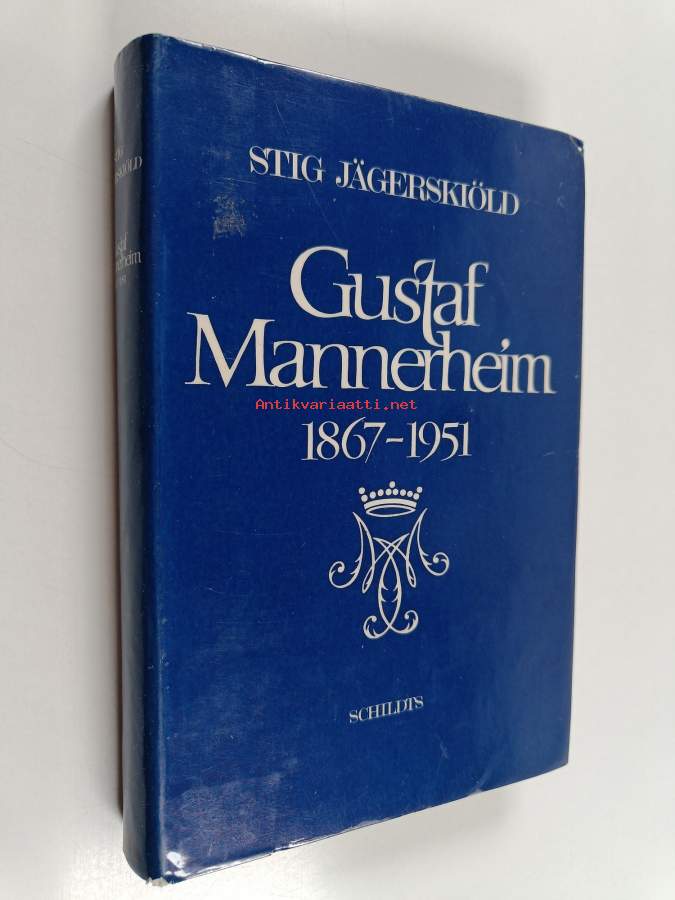 STIG JÄGERSKIÖLD
Gustaf
Mannerheim
Antikvariaatti.net
1867-1951
SCHILDTS